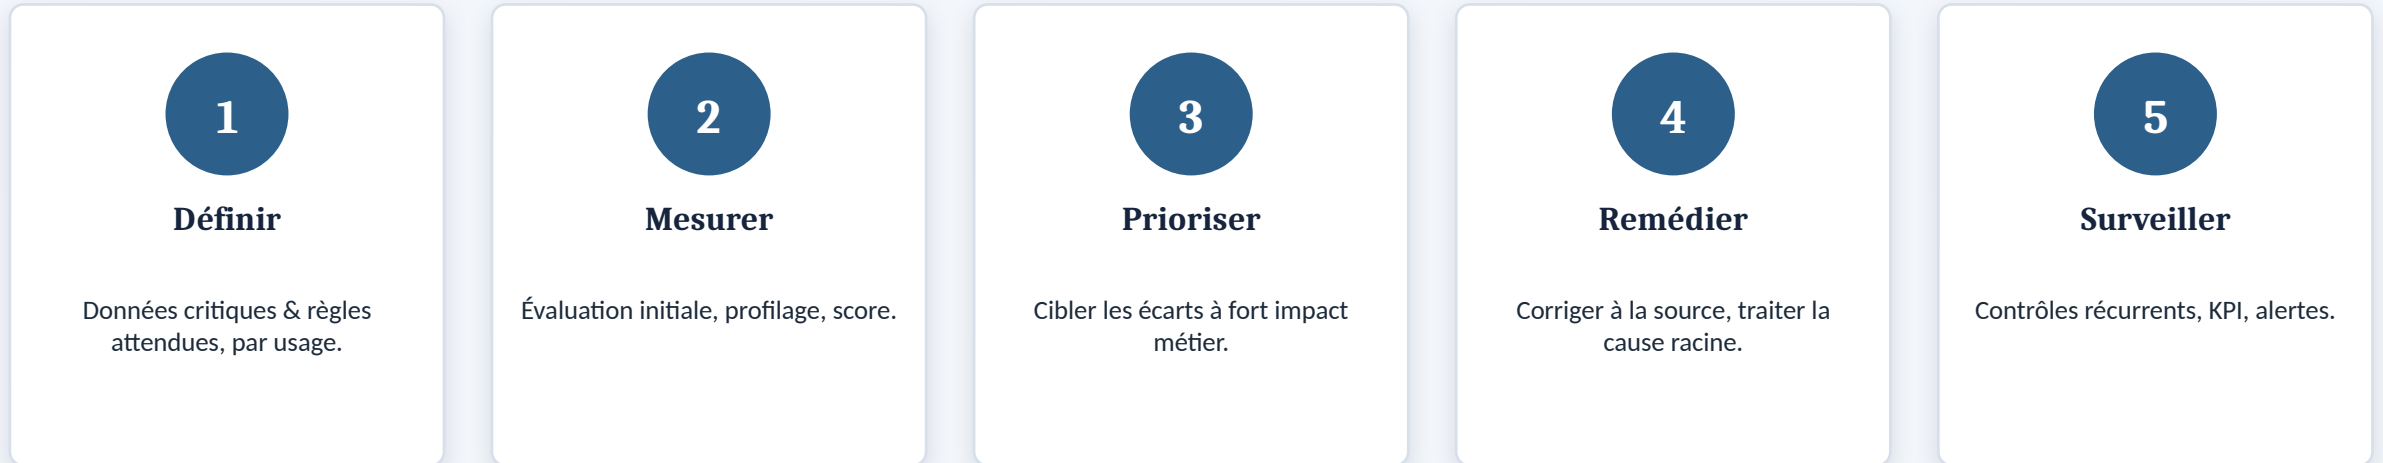 1
Définir
Données critiques & règles
attendues, par usage.
2
Mesurer
Évaluation initiale, profilage, score.
3
Prioriser
Cibler les écarts à fort impact
métier.
4
Remédier
Corriger à la source, traiter la
cause racine.
5
Surveiller
Contrôles récurrents, KPI, alertes.